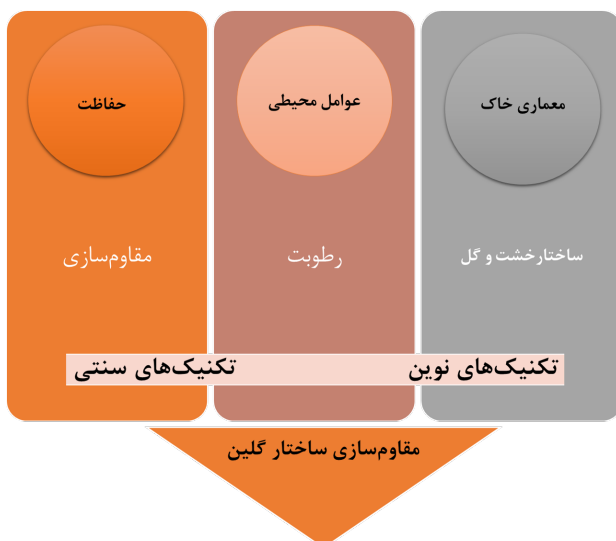 معماری خاک
عوامل محیطی
حفاظت
ساختارخشت و گل
رطوبت
مقاوم‌سازی
تکنیک‌های نوین
تکنیک‌های سنتی
مقاوم‌سازی ساختار گلین